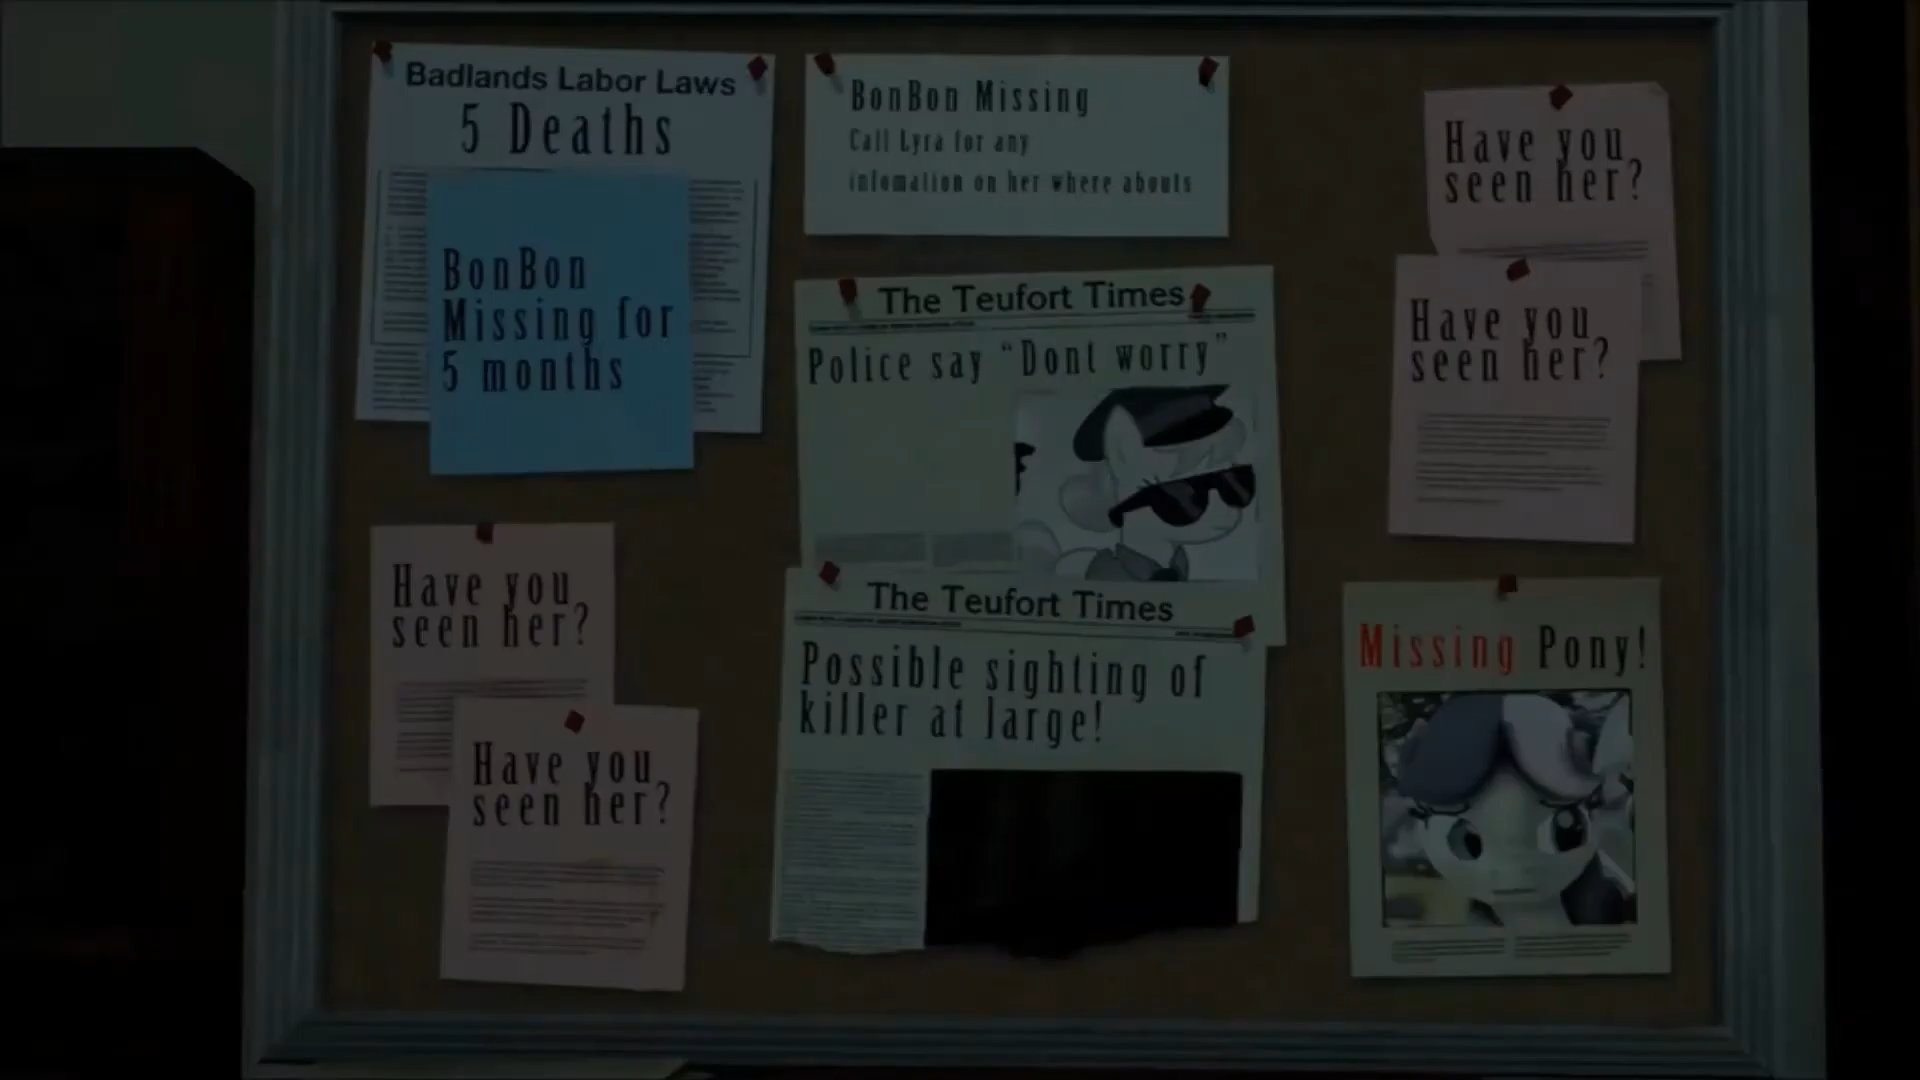 Badlands Labor Laws
5 Deaths
BonBon
Missing for
5 months
BonBon Missing
Call Lyra for any
infomation on her where abouts
Have you
seen her?
Have you
seen her?
The Teufort Times
Police say “Dont worry”
The Teufort Times
Possible sighting of
killer at large!
Have you
seen her?
Have you
seen her?
Missing Pony!